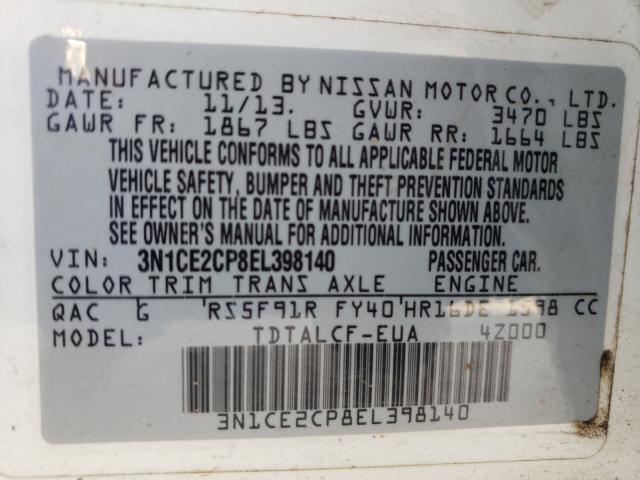 MANUFACTURED BY NISSAN MOTOR CO., LTD.
DATE: 11/13. GVWR: 3470 LBS
GAWR FR: 1867 LBS GAWR RR: 1664 LBS
THIS VEHICLE CONFORMS TO ALL APPLICABLE FEDERAL MOTOR
VEHICLE SAFETY, BUMPER AND THEFT PREVENTION STANDARDS
IN EFFECT ON THE DATE OF MANUFACTURE SHOWN ABOVE.
SEE OWNER'S MANUAL FOR ADDITIONAL INFORMATION.
VIN: 3N1CE2CP8EL398140 PASSENGER CAR.
COLOR TRIM TRANS AXLE ENGINE
QAC G RS5F91R FY40 HR16DE 1598 CC
MODEL: TDTALCF-EUA 4Z000
3N1CE2CP8EL398140